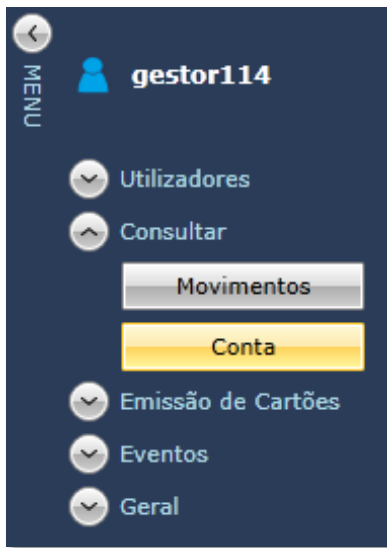 MENU
gestor114
Utilizadores
Consultar
Movimentos
Conta
Emissão de Cartões
Eventos
Geral